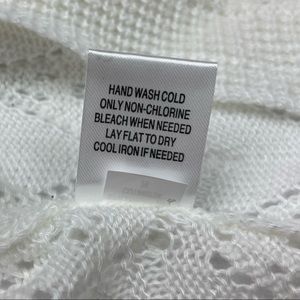 HAND WASH COLD
ONLY NON-CHLORINE
BLEACH WHEN NEEDED
LAY FLAT TO DRY
COOL IRON IF NEEDED